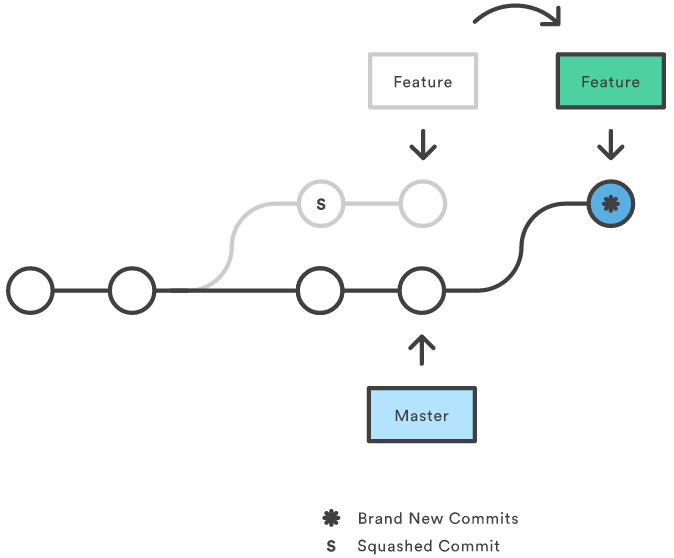 Feature
Feature
S
✱
Master
✱ Brand New Commits
S Squashed Commit